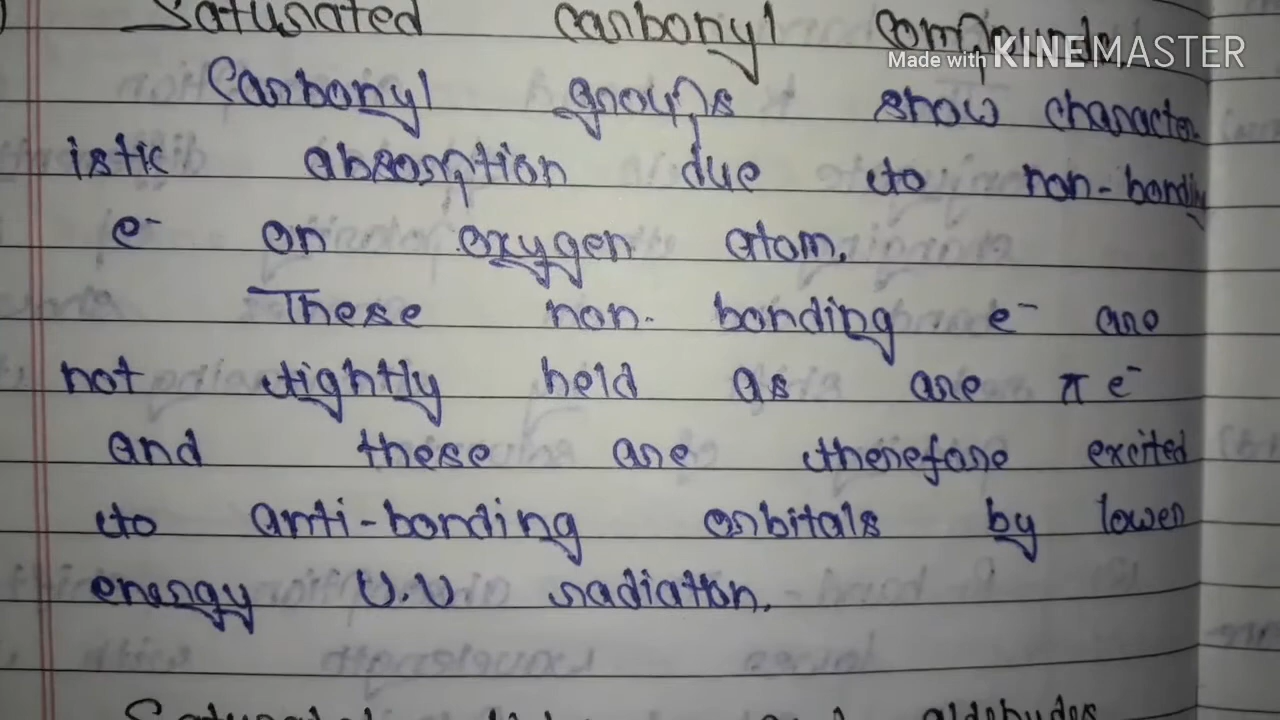 Saturated carbonyl compounds
Made with KINEMASTER
Carbonyl groups show character
istic absorption due to non-bonding
e⁻ on oxygen atom.
These non- bonding e⁻ are
not tightly held as are π e⁻
and these are therefore excited
to anti-bonding orbitals by lower
energy U.V radiation.
aldehydes